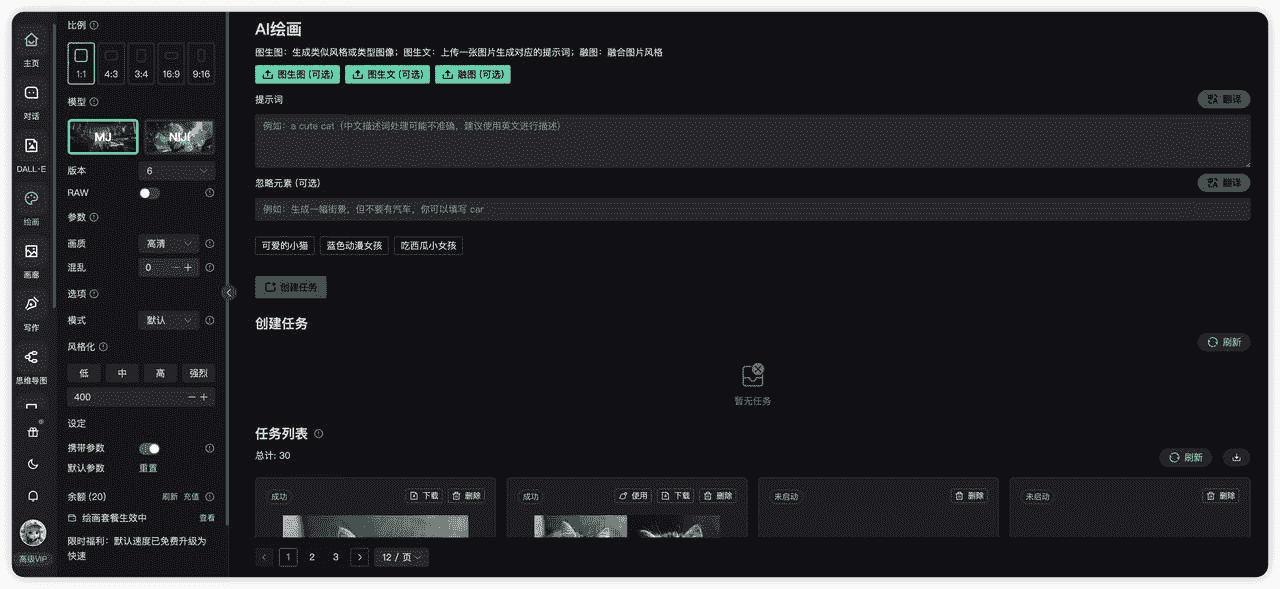 主页
对话
DALL·E
绘画
画廊
写作
思维导图
高级VIP
比例
1:1
4:3
3:4
16:9
9:16
模型
MJ
NIJI
版本
6
RAW
参数
画质
高清
混乱
0
选项
模式
默认
风格化
低
中
高
强烈
400
设定
携带参数
默认参数
重置
余额 (20)
刷新
充值
绘画套餐生效中
查看
限时福利：默认速度已免费升级为
快速
AI绘画
图生图：生成类似风格或类型图像；图生文：上传一张图片生成对应的提示词；融图：融合图片风格
图生图 (可选)
图生文 (可选)
融图 (可选)
提示词
翻译
例如：a cute cat（中文描述词处理可能不准确，建议使用英文进行描述）
忽略元素 (可选)
翻译
例如：生成一幅街景，但不要有汽车，你可以填写 car
可爱的小猫
蓝色动漫女孩
吃西瓜小女孩
创建任务
创建任务
刷新
暂无任务
任务列表
总计: 30
刷新
成功
下载
删除
成功
使用
下载
删除
未启动
删除
未启动
删除
1
2
3
12 / 页